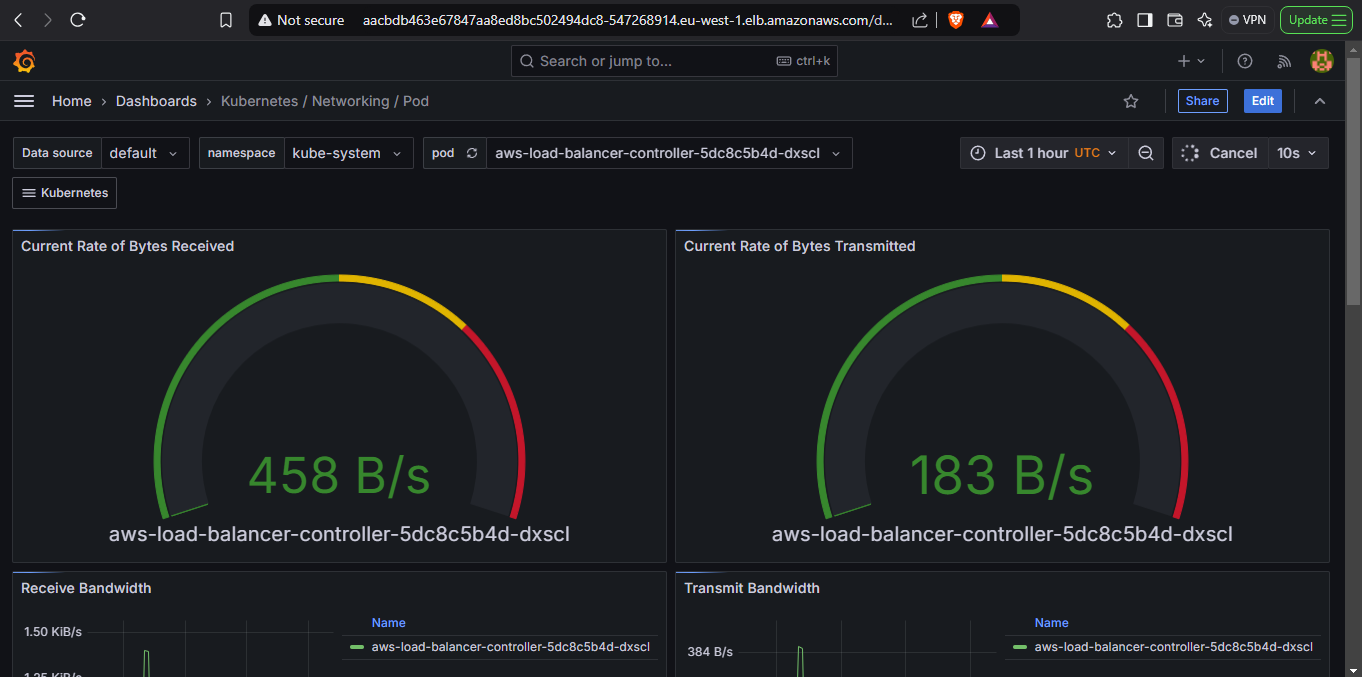 Not secure aacbdb463e67847aa8ed8bc502494dc8-547268914.eu-west-1.elb.amazonaws.com/d... VPN Update
Search or jump to... ctrl+k
Home › Dashboards › Kubernetes / Networking / Pod Share Edit
Data source default namespace kube-system pod aws-load-balancer-controller-5dc8c5b4d-dxscl Last 1 hour UTC Cancel 10s
Kubernetes
Current Rate of Bytes Received
458 B/s
aws-load-balancer-controller-5dc8c5b4d-dxscl
Current Rate of Bytes Transmitted
183 B/s
aws-load-balancer-controller-5dc8c5b4d-dxscl
Receive Bandwidth
Name
1.50 KiB/s
aws-load-balancer-controller-5dc8c5b4d-dxscl
1.25 KiB/s
Transmit Bandwidth
Name
384 B/s
aws-load-balancer-controller-5dc8c5b4d-dxscl